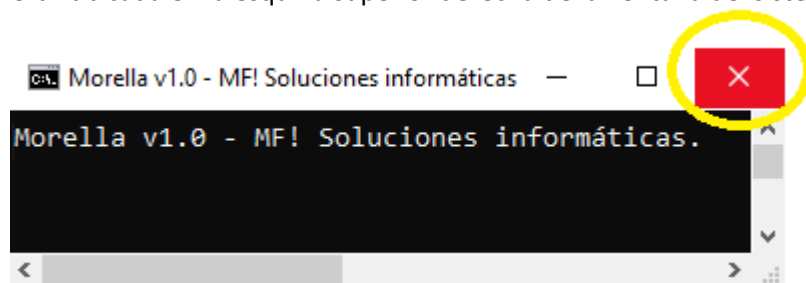 Morella v1.0 - MF! Soluciones informáticas
Morella v1.0 - MF! Soluciones informáticas.